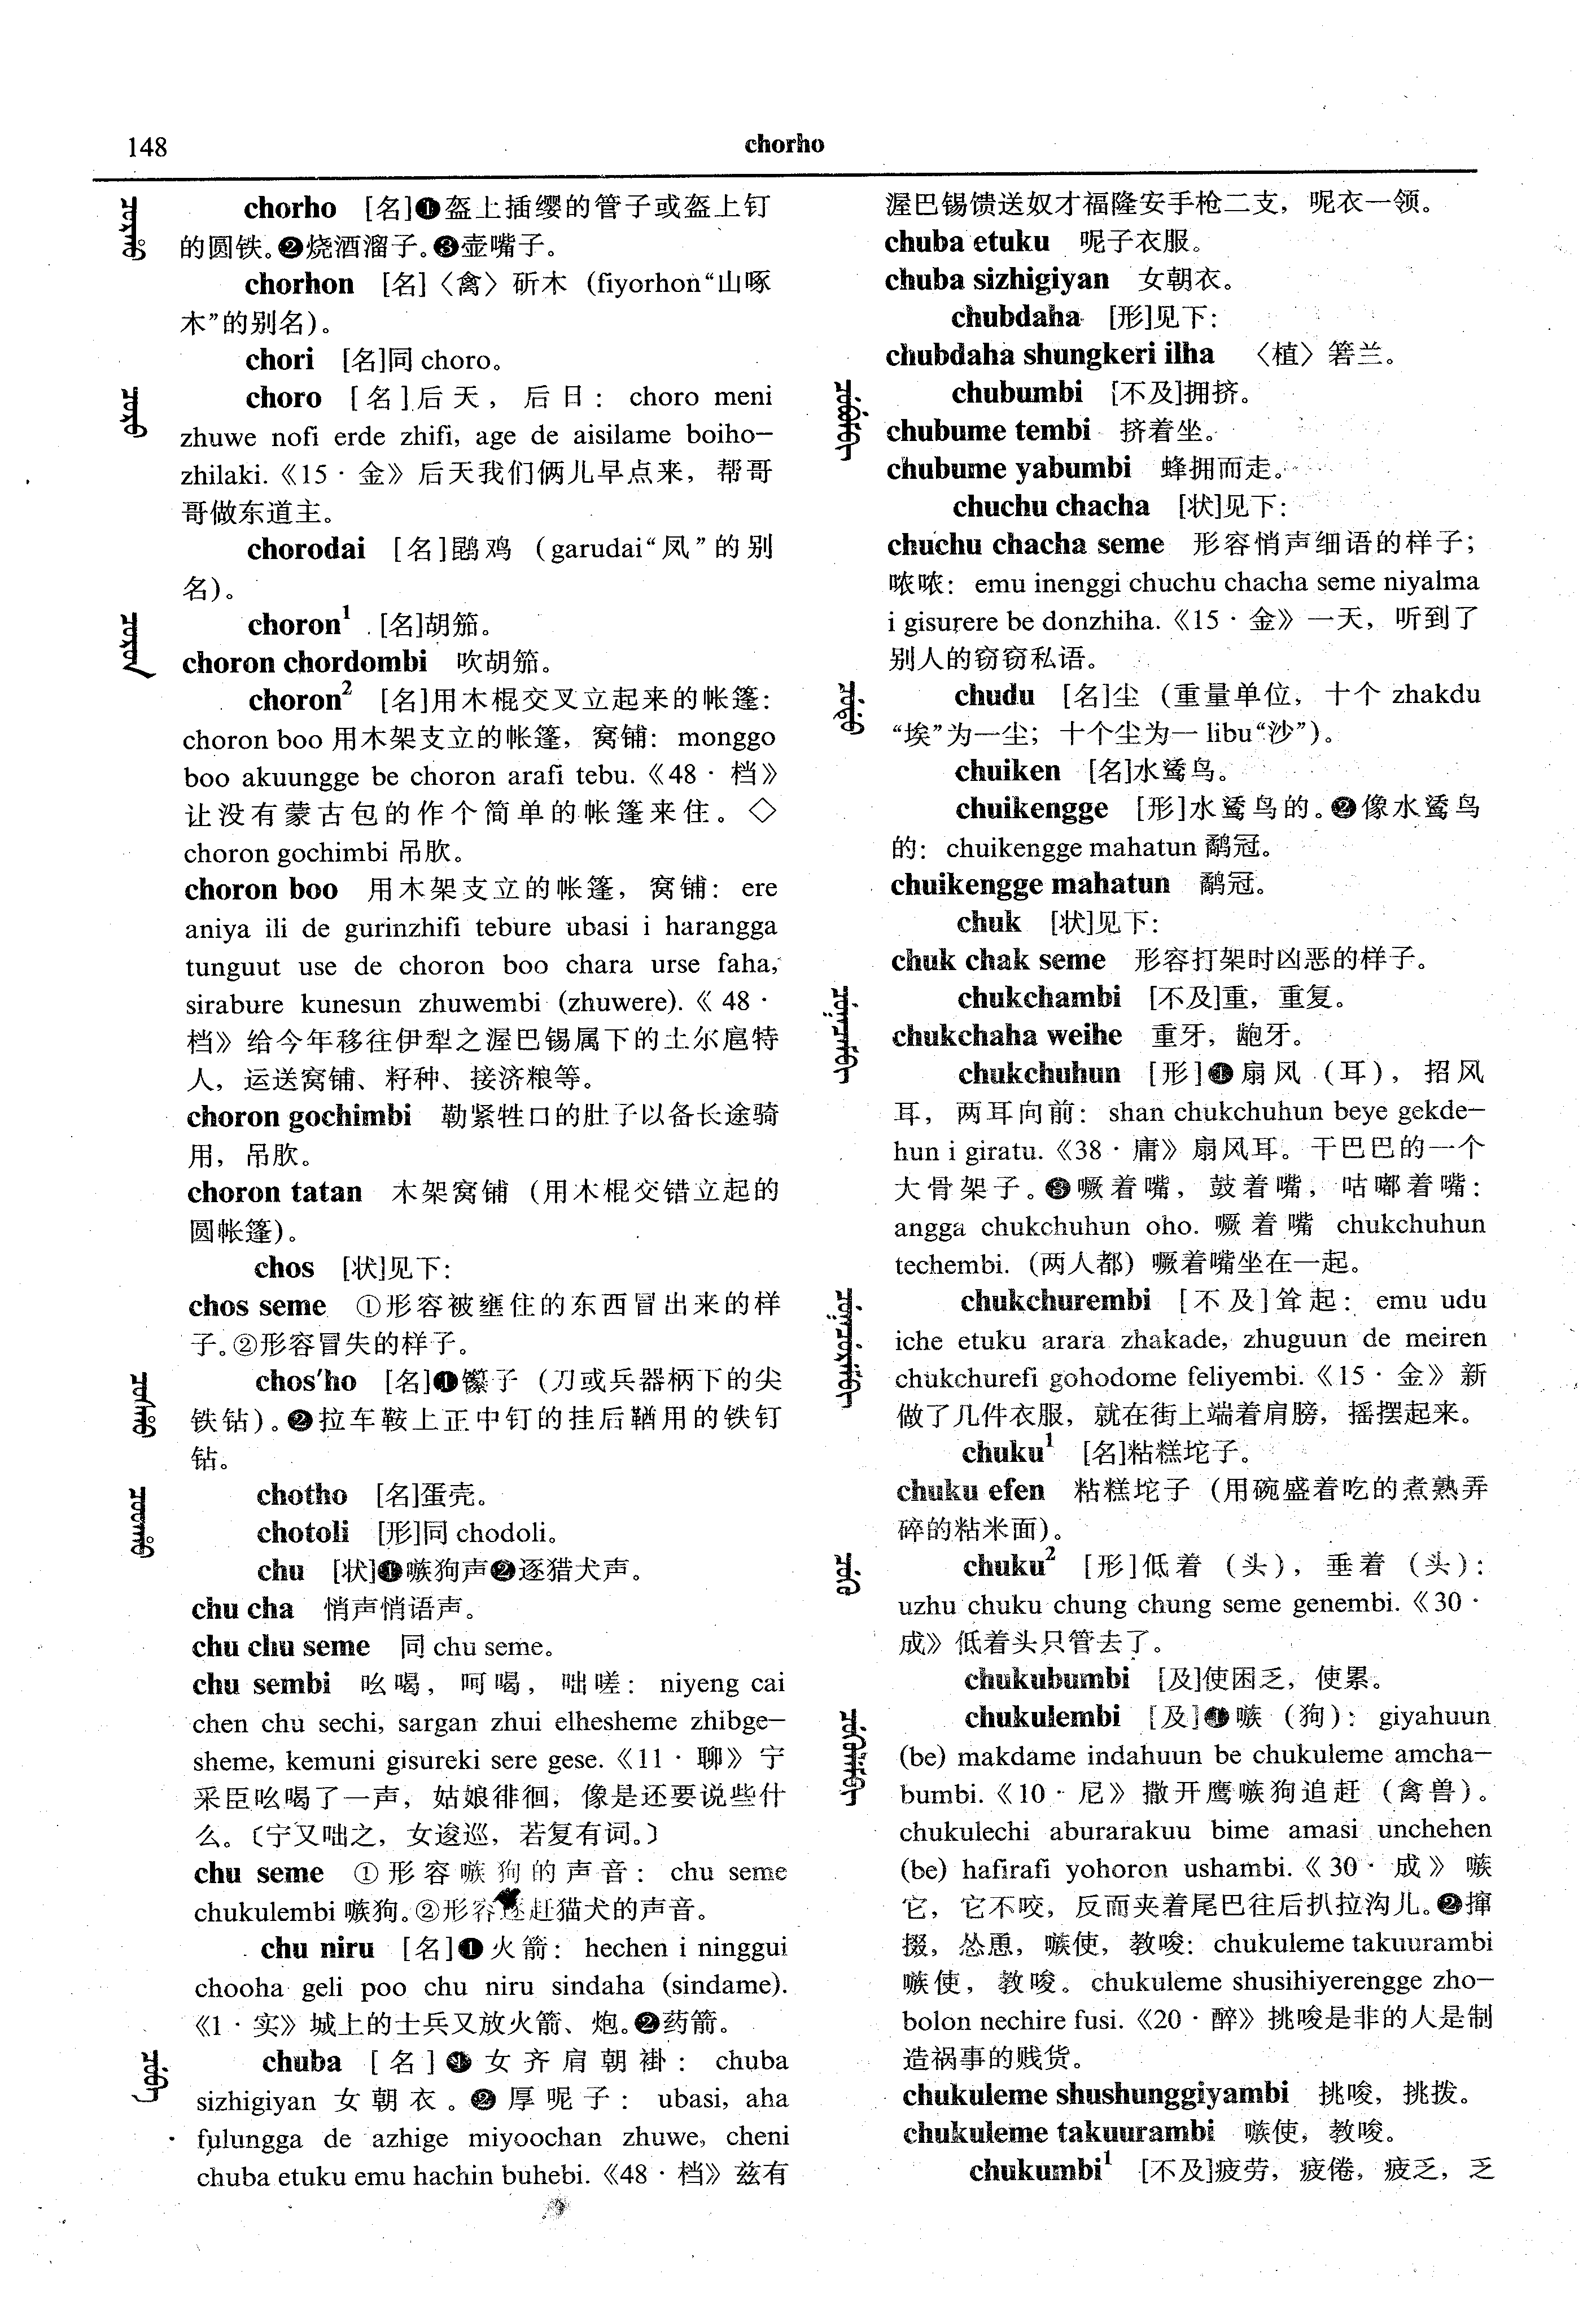 148
chorho
chorho [名]❶盔上插缨的管子或盔上钉
的圆铁。❷烧酒溜子。❸壶嘴子。
chorhon [名]〈禽〉斫木 (fiyorhon“山啄
木”的别名)。
chori [名]同 choro。
choro [名]后天，后日： choro meni
zhuwe nofi erde zhifi, age de aisilame boiho-
zhilaki.《15 · 金》后天我们俩儿早点来，帮哥
哥做东道主。
chorodai [名]鹍鸡 (garudai“凤”的别
名)。
choron¹ [名]胡笳。
choron chordombi 吹胡笳。
choron² [名]用木棍交叉立起来的帐篷：
choron boo 用木架支立的帐篷，窝铺： monggo
boo akuungge be choron arafi tebu.《48 · 档》
让没有蒙古包的作个简单的帐篷来住。◇
choron gochimbi 吊肷。
choron boo 用木架支立的帐篷，窝铺： ere
aniya ili de gurinzhifi tebure ubasi i harangga
tunguut use de choron boo chara urse faha,
sirabure kunesun zhuwembi (zhuwere).《 48 ·
档》给今年移往伊犁之渥巴锡属下的土尔扈特
人，运送窝铺、籽种、接济粮等。
choron gochimbi 勒紧牲口的肚子以备长途骑
用，吊肷。
choron tatan 木架窝铺（用木棍交错立起的
圆帐篷）。
chos [状]见下：
chos seme ①形容被壅住的东西冒出来的样
子。②形容冒失的样子。
chos'ho [名]❶子（刀或兵器柄下的尖
铁钻）。❷拉车鞍上正中钉的挂后鞧用的铁钉
钻。
chotho [名]蛋壳。
chotoli [形]同 chodoli。
chu [状]❶嗾狗声❷逐猎犬声。
chu cha 悄声悄语声。
chu chu seme 同 chu seme。
chu sembi 吆喝，呵喝，咄嗟： niyeng cai
chen chu sechi, sargan zhui elhesheme zhibge-
sheme, kemuni gisureki sere gese.《11 · 聊》宁
采臣吆喝了一声，姑娘徘徊，像是还要说些什
么。〔宁又咄之，女逡巡，若复有词。〕
chu seme ①形容嗾狗的声音： chu seme
chukulembi 嗾狗。②形容赶猫犬的声音。
chu niru [名]❶火箭： hechen i ninggui
chooha geli poo chu niru sindaha (sindame).
《1 · 实》城上的士兵又放火箭、炮。❷药箭。
chuba [名]❶女齐肩朝褂： chuba
sizhigiyan 女朝衣。❷厚呢子： ubasi, aha
fulungga de azhige miyoochan zhuwe, cheni
chuba etuku emu hachin buhebi.《48 · 档》兹有
渥巴锡馈送奴才福隆安手枪二支，呢衣一领。
chuba etuku 呢子衣服。
chuba sizhigiyan 女朝衣。
chubdaha [形]见下：
chubdaha shungkeri ilha 〈植〉箬兰。
chubumbi [不及]拥挤。
chubume tembi 挤着坐。
chubume yabumbi 蜂拥而走。
chuchu chacha [状]见下：
chuchu chacha seme 形容悄声细语的样子；
哝哝： emu inenggi chuchu chacha seme niyalma
i gisurere be donzhiha.《15 · 金》一天，听到了
别人的窃窃私语。
chudu [名]尘（重量单位，十个 zhakdu
“埃”为一尘；十个尘为一 libu“沙”）。
chuiken [名]水鸶鸟。
chuikengge [形]水鸶鸟的。❷像水鸶鸟
的： chuikengge mahatun 鹬冠。
chuikengge mahatun 鹬冠。
chuk [状]见下：
chuk chak seme 形容打架时凶恶的样子。
chukchambi [不及]重，重复。
chukchaha weihe 重牙，龅牙。
chukchuhun [形]❶扇风（耳），招风
耳，两耳向前： shan chukchuhun beye gekde-
hun i giratu.《38 · 庸》扇风耳。干巴巴的一个
大骨架子。❸噘着嘴，鼓着嘴，咕嘟着嘴：
angga chukchuhun oho. 噘着嘴 chukchuhun
techembi.（两人都）噘着嘴坐在一起。
chukchurembi [不及]耸起： emu udu
iche etuku arara zhakade, zhuguun de meiren
chukchurefi gohodome feliyembi.《15 · 金》新
做了几件衣服，就在街上端着肩膀，摇摆起来。
chuku¹ [名]粘糕坨子。
chuku efen 粘糕坨子（用碗盛着吃的煮熟弄
碎的粘米面）。
chuku² [形]低着（头），垂着（头）：
uzhu chuku chung chung seme genembi.《30 ·
成》低着头只管去了。
chukubumbi [及]使困乏，使累。
chukulembi [及]❶嗾（狗）： giyahuun
(be) makdame indahuun be chukuleme amcha-
bumbi.《10 · 尼》撒开鹰嗾狗追赶（禽兽）。
chukulechi aburarakuu bime amasi unchehen
(be) hafirafi yohoron ushambi.《30 · 成》嗾
它，它不咬，反而夹着尾巴往后扒拉沟儿。❷撺
掇，怂恿，嗾使，教唆： chukuleme takuurambi
嗾使，教唆。chukuleme shusihiyerengge zho-
bolon nechire fusi.《20 · 醉》挑唆是非的人是制
造祸事的贱货。
chukuleme shushunggiyambi 挑唆，挑拨。
chukuleme takuurambi 嗾使，教唆。
chukumbi¹ [不及]疲劳，疲倦，疲乏，乏